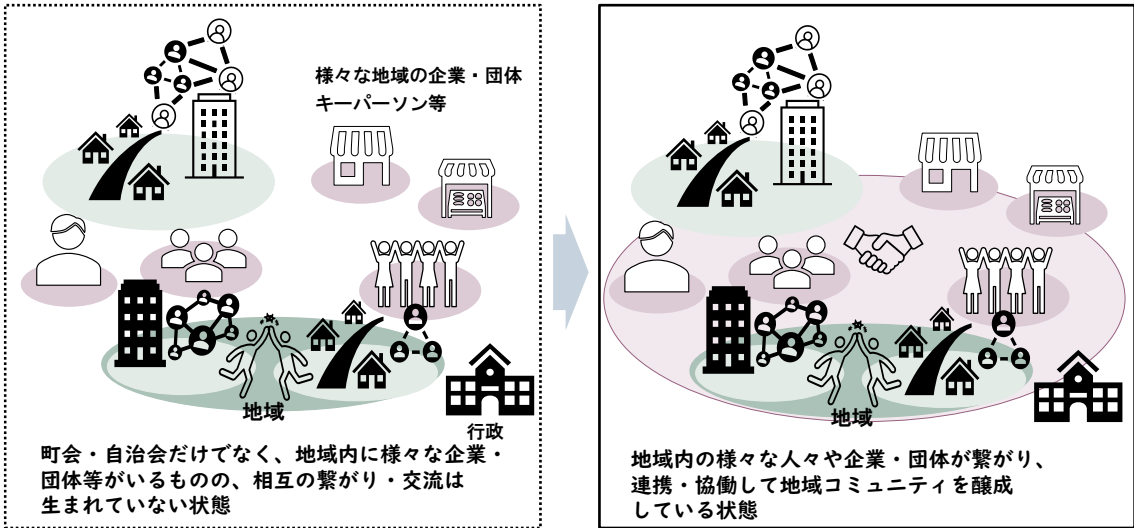 様々な地域の企業・団体
キーパーソン等
地域
行政
町会・自治会だけでなく、地域内に様々な企業・
団体等がいるものの、相互の繋がり・交流は
生まれていない状態
地域
地域内の様々な人々や企業・団体が繋がり、
連携・協働して地域コミュニティを醸成
している状態